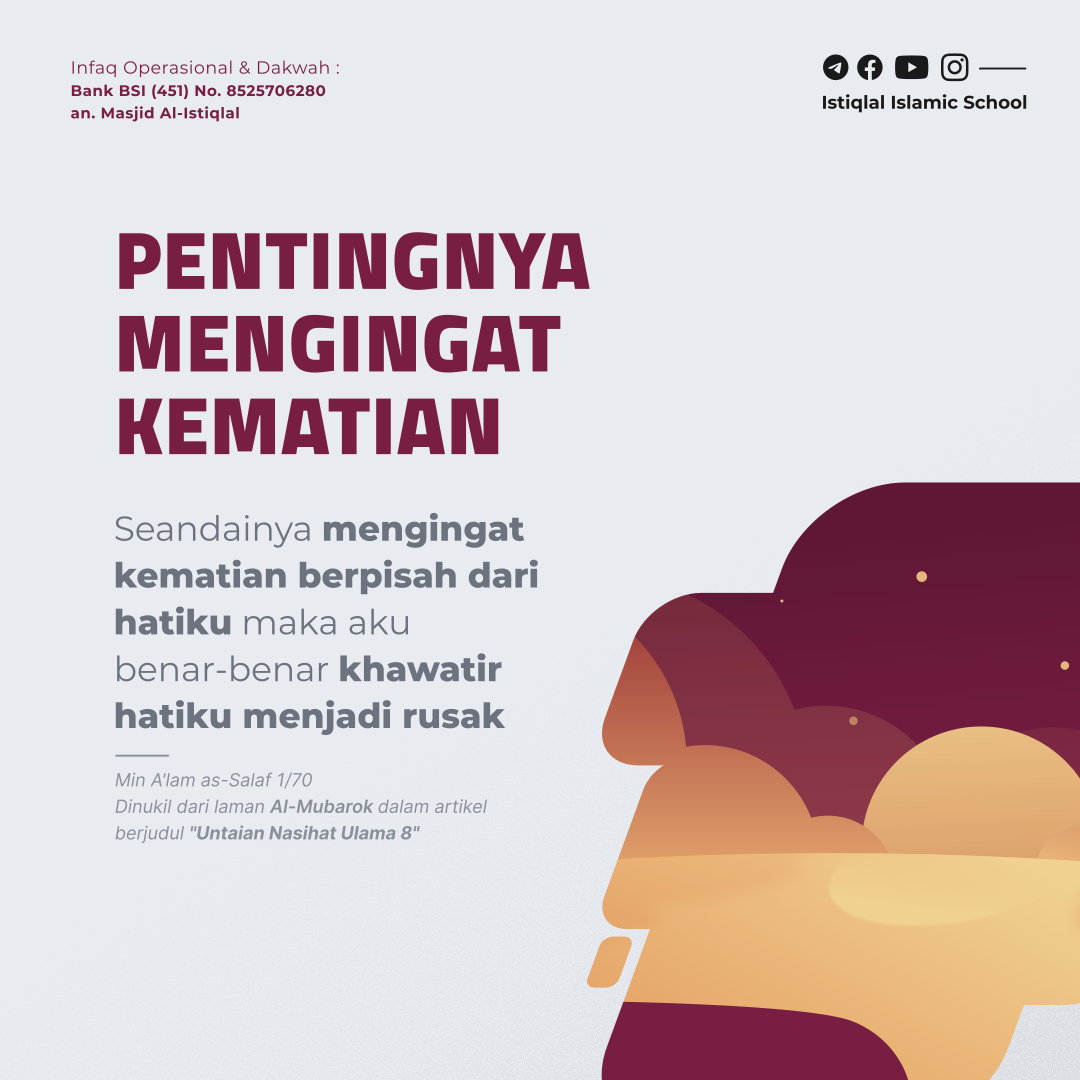 Infaq Operasional & Dakwah :
Bank BSI (451) No. 8525706280
an. Masjid Al-Istiqlal
Istiqlal Islamic School
PENTINGNYA
MENGINGAT
KEMATIAN
Seandainya mengingat
kematian berpisah dari
hatiku maka aku
benar-benar khawatir
hatiku menjadi rusak
Min A'lam as-Salaf 1/70
Dinukil dari laman Al-Mubarok dalam artikel
berjudul "Untaian Nasihat Ulama 8"